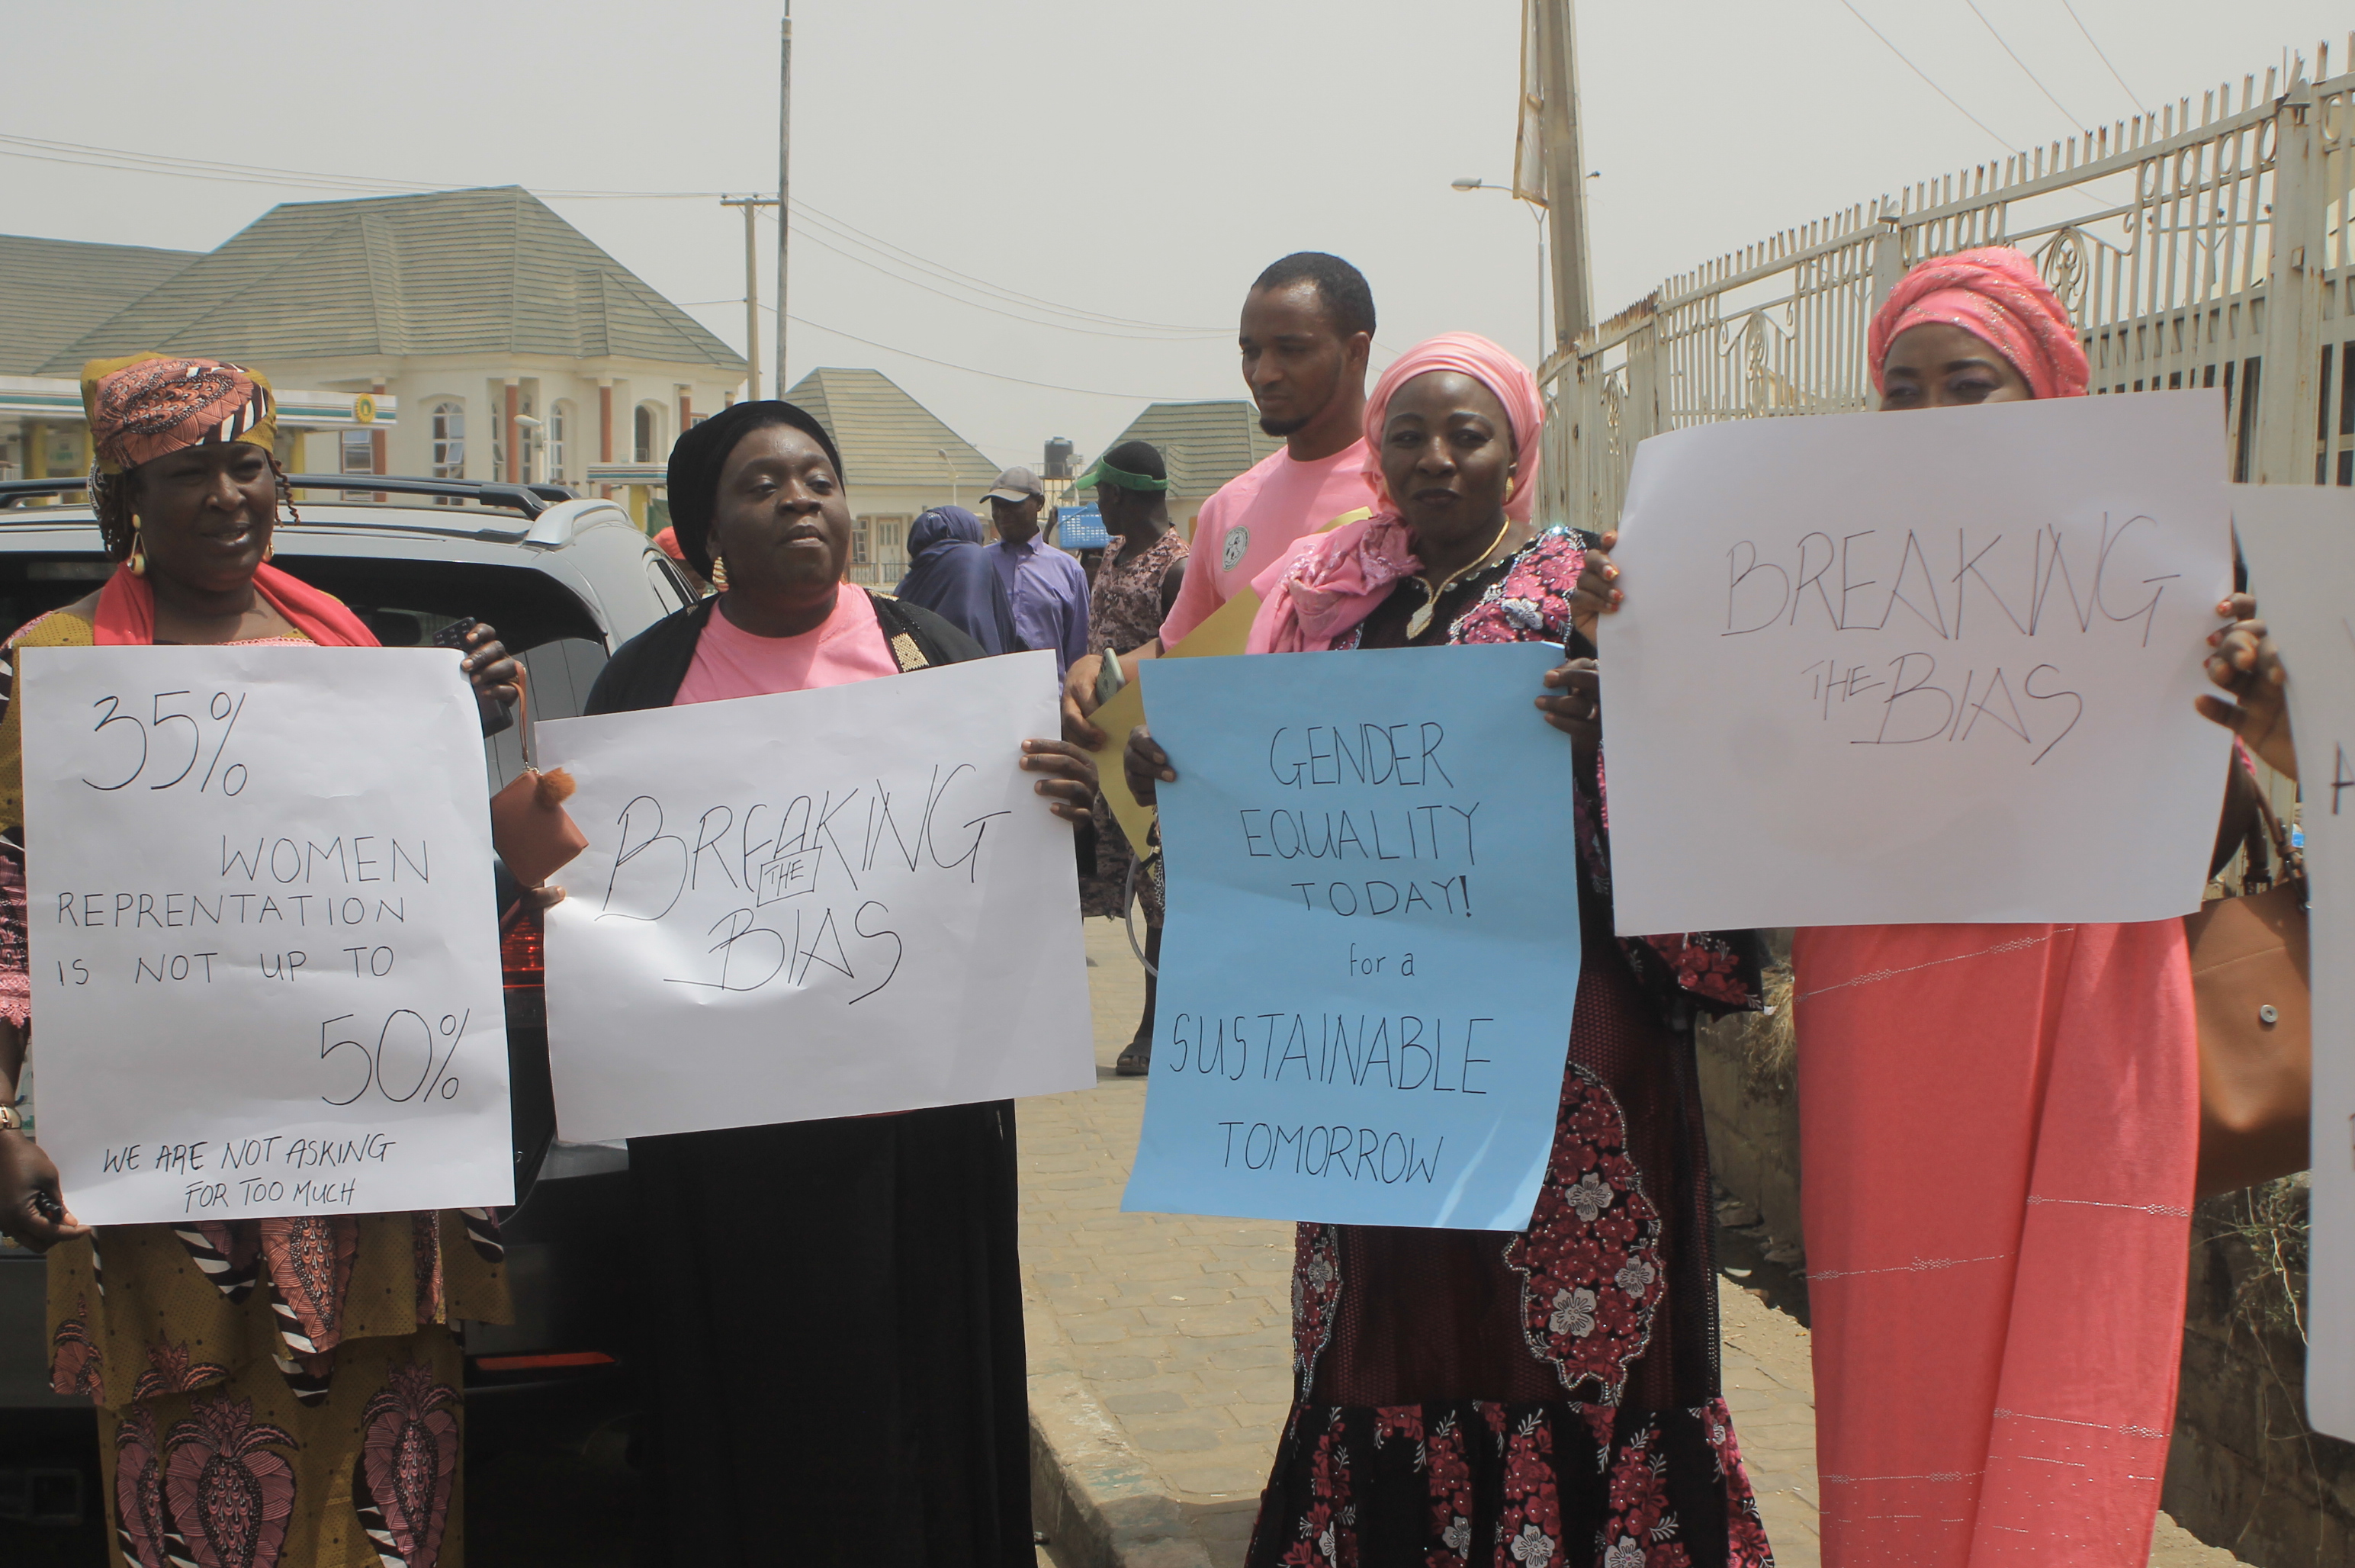 35%
WOMEN
REPRENTATION
IS NOT UP TO
50%
WE ARE NOT ASKING
FOR TOO MUCH
BREAKING
THE
BIAS
GENDER
EQUALITY
TODAY!
for a
SUSTAINABLE
TOMORROW
BREAKING
THE BIAS